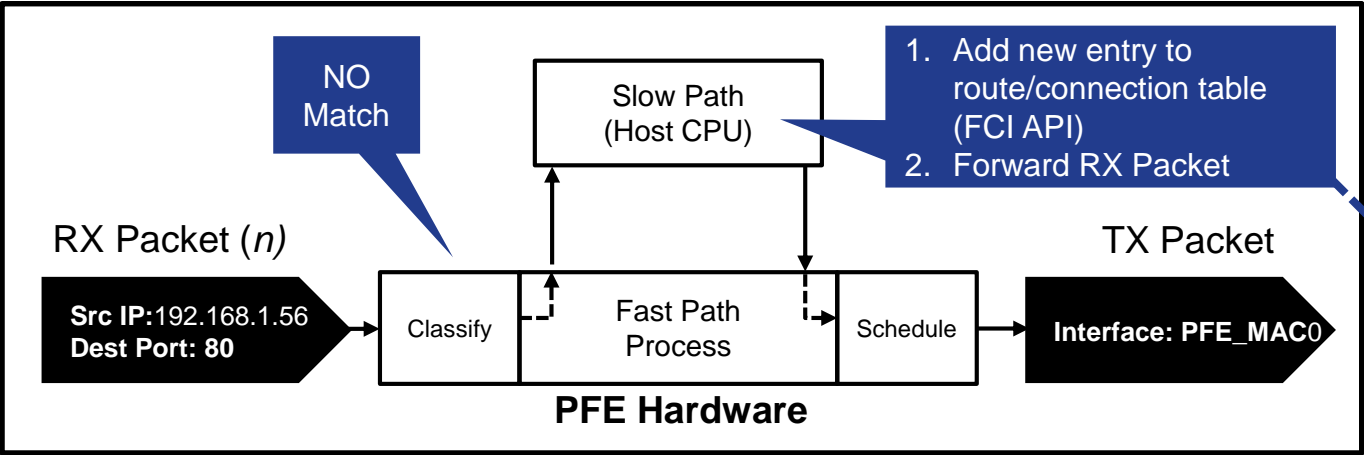 NO
Match
Slow Path
(Host CPU)
1. Add new entry to
route/connection table
(FCI API)
2. Forward RX Packet
RX Packet (n)
TX Packet
Src IP:192.168.1.56
Dest Port: 80
Classify
Fast Path
Process
Schedule
Interface: PFE_MAC0
PFE Hardware